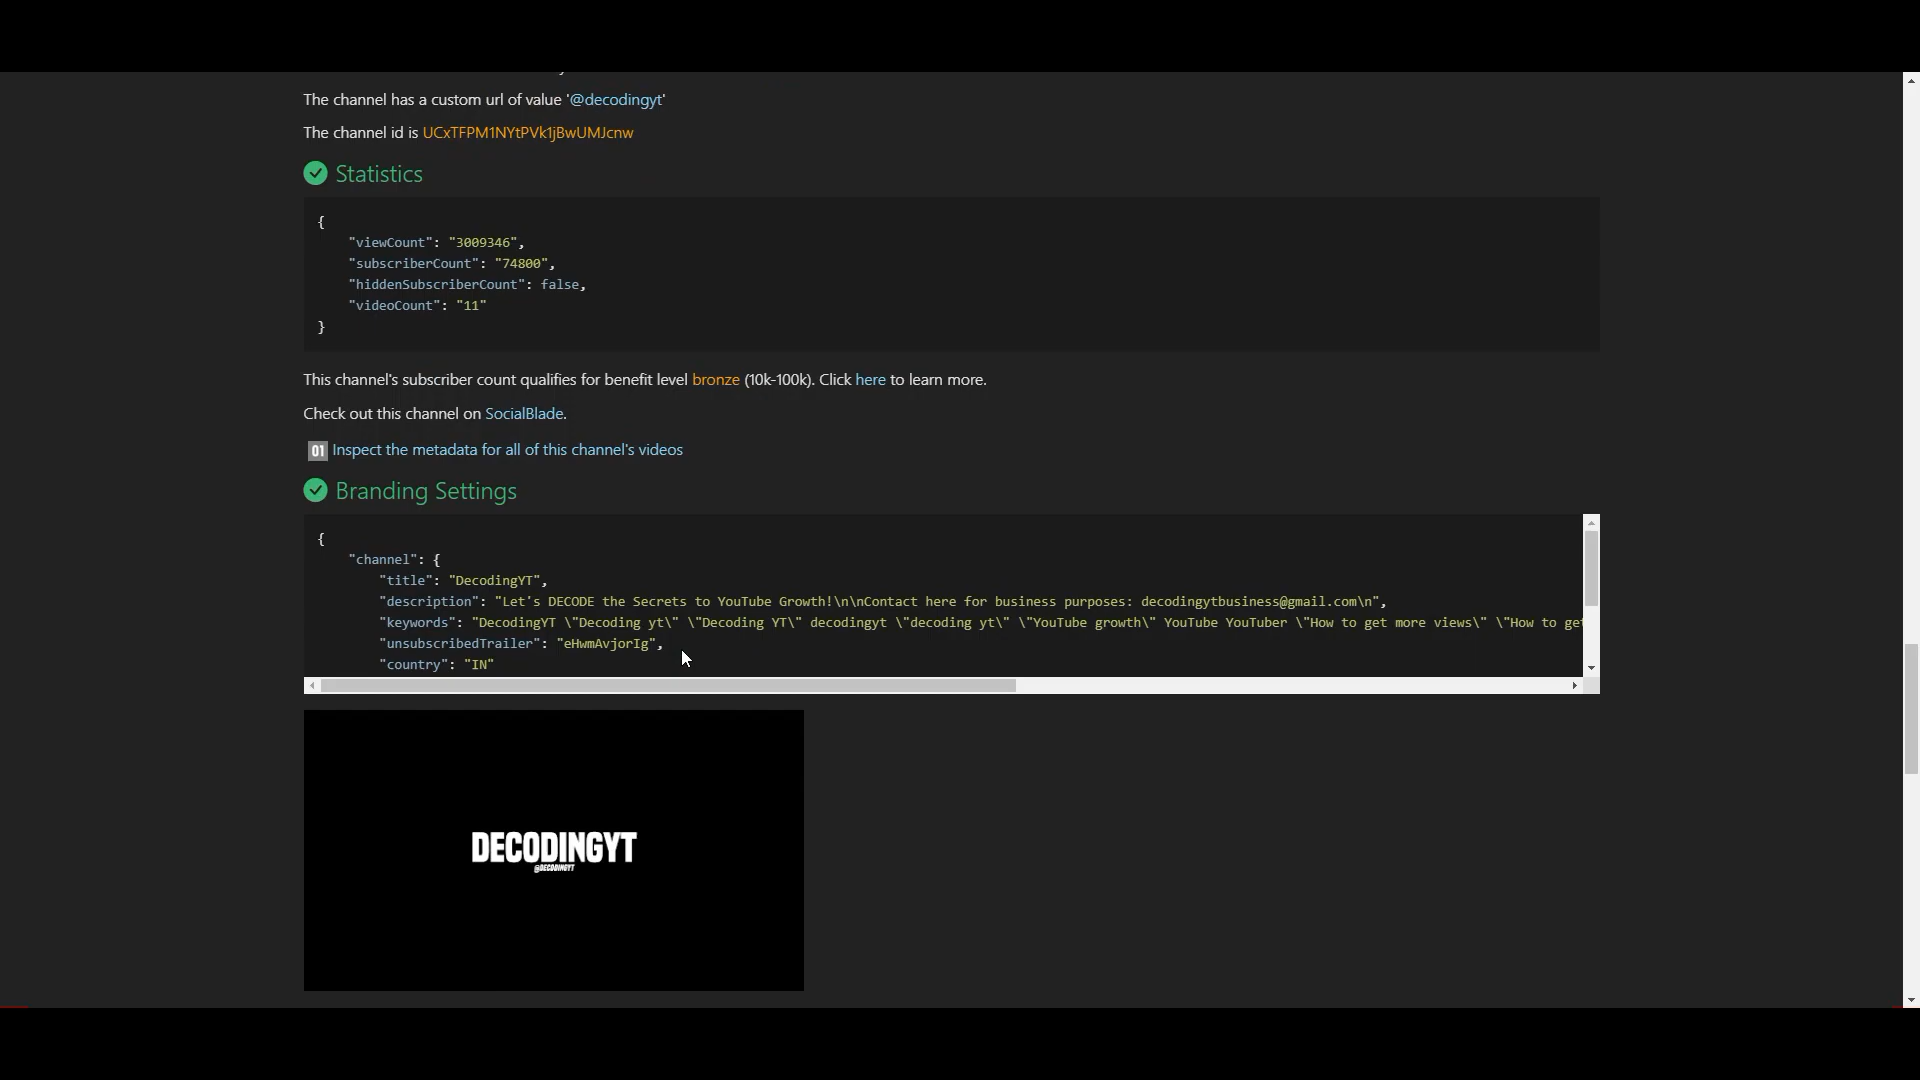 The channel has a custom url of value '@decodingyt'
The channel id is UCxTFPM1NYtPVk1jBwUMJcnw
Statistics
{
"viewCount": "3009346",
"subscriberCount": "74800",
"hiddenSubscriberCount": false,
"videoCount": "11"
}
This channel's subscriber count qualifies for benefit level bronze (10k-100k). Click here to learn more.
Check out this channel on SocialBlade.
01 Inspect the metadata for all of this channel's videos
Branding Settings
{
"channel": {
"title": "DecodingYT",
"description": "Let's DECODE the Secrets to YouTube Growth!\n\nContact here for business purposes: decodingytbusiness@gmail.com\n",
"keywords": "DecodingYT \"Decoding yt\" \"Decoding YT\" decodingyt \"decoding yt\" \"YouTube growth\" YouTube YouTuber \"How to get more views\" \"How to get
"unsubscribedTrailer": "eHwmAvjorIg",
"country": "IN"
DECODINGYT
@DECODINGYT